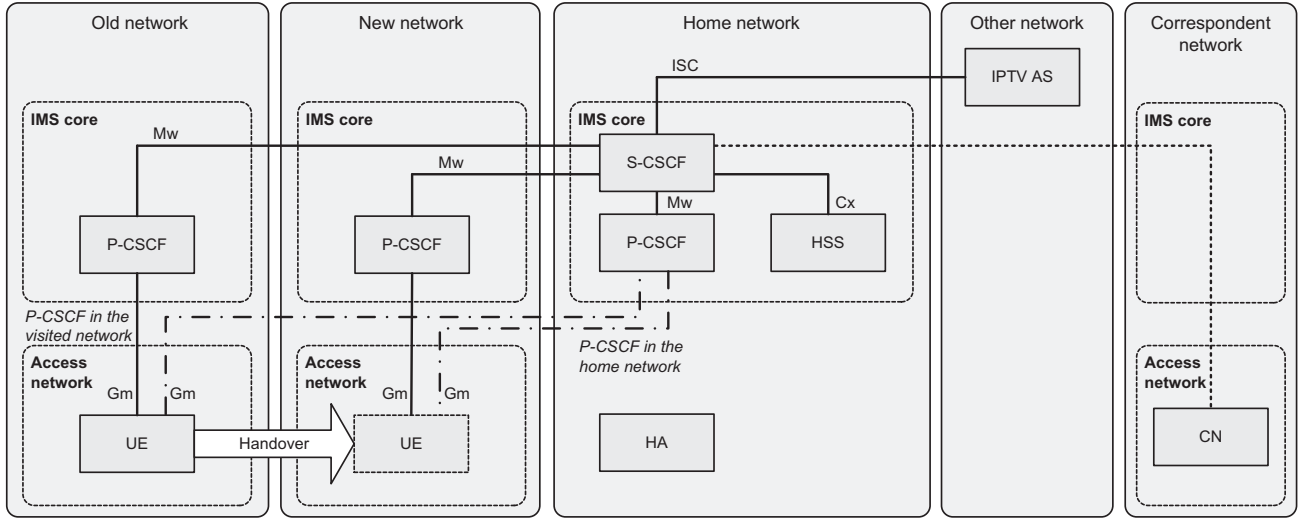 Old network
New network
Home network
Other network
Correspondent
network
ISC
IPTV AS
IMS core
IMS core
IMS core
IMS core
Mw
Mw
S-CSCF
Mw
Cx
P-CSCF
P-CSCF
P-CSCF
HSS
P-CSCF in the
visited network
P-CSCF in the
home network
Access
network
Access
network
Access
network
Gm
Gm
Gm
Gm
UE
Handover
UE
HA
CN